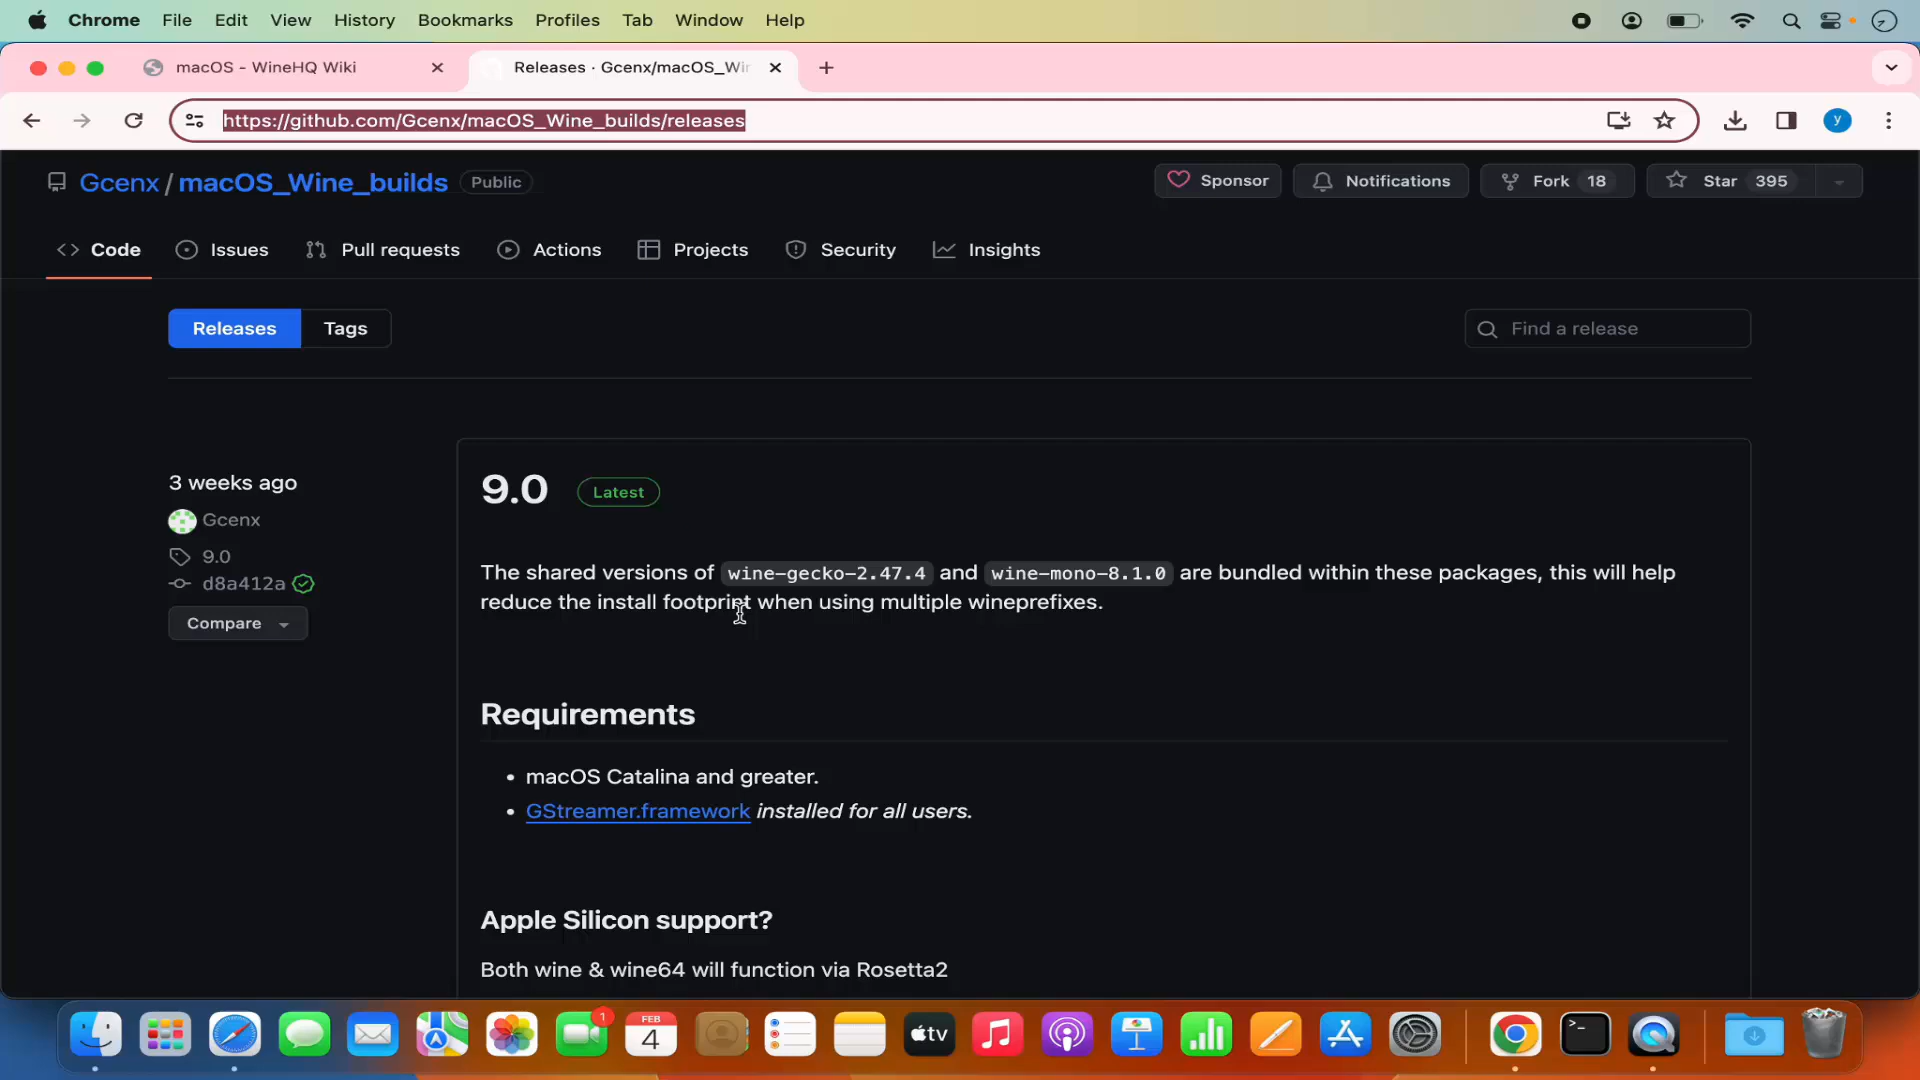 Chrome File Edit View History Bookmarks Profiles Tab Window Help
macOS - WineHQ Wiki
Releases · Gcenx/macOS_Wir
https://github.com/Gcenx/macOS_Wine_builds/releases
y
Gcenx / macOS_Wine_builds Public
Sponsor Notifications Fork 18 Star 395
Code Issues Pull requests Actions Projects Security Insights
Releases Tags
Find a release
3 weeks ago
Gcenx
9.0
d8a412a
Compare
9.0 Latest
The shared versions of wine-gecko-2.47.4 and wine-mono-8.1.0 are bundled within these packages, this will help
reduce the install footprint when using multiple wineprefixes.
Requirements
• macOS Catalina and greater.
• GStreamer.framework installed for all users.
Apple Silicon support?
Both wine & wine64 will function via Rosetta2
1
FEB
4
tv
>_